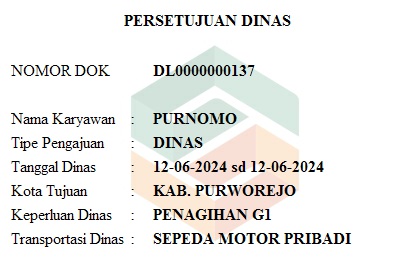 PERSETUJUAN DINAS
NOMOR DOK DL0000000137
Nama Karyawan : PURNOMO
Tipe Pengajuan : DINAS
Tanggal Dinas : 12-06-2024 sd 12-06-2024
Kota Tujuan : KAB. PURWOREJO
Keperluan Dinas : PENAGIHAN G1
Transportasi Dinas : SEPEDA MOTOR PRIBADI